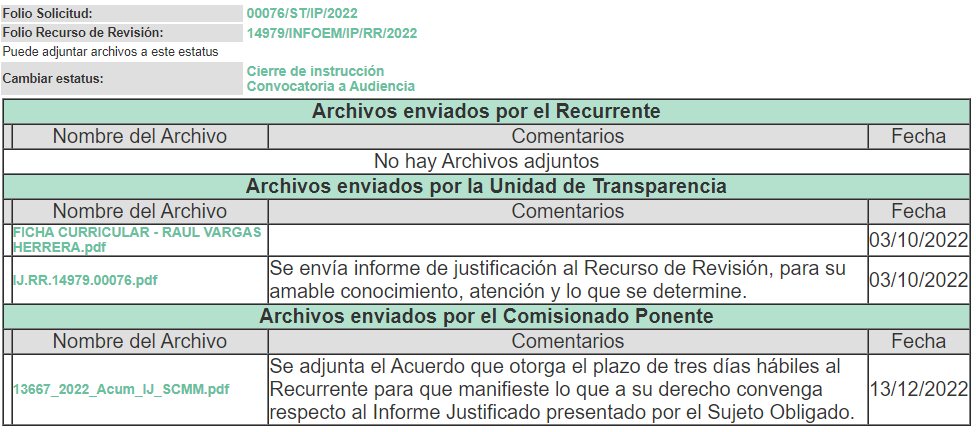 Folio Solicitud: 00076/ST/IP/2022
Folio Recurso de Revisión: 14979/INFOEM/IP/RR/2022
Puede adjuntar archivos a este estatus
Cambiar estatus: Cierre de instrucción
Convocatoria a Audiencia
Archivos enviados por el Recurrente
Nombre del Archivo Comentarios Fecha
No hay Archivos adjuntos
Archivos enviados por la Unidad de Transparencia
Nombre del Archivo Comentarios Fecha
FICHA CURRICULAR - RAUL VARGAS
HERRERA.pdf 03/10/2022
IJ.RR.14979.00076.pdf Se envía informe de justificación al Recurso de Revisión, para su
amable conocimiento, atención y lo que se determine. 03/10/2022
Archivos enviados por el Comisionado Ponente
Nombre del Archivo Comentarios Fecha
Se adjunta el Acuerdo que otorga el plazo de tres días hábiles al
13667_2022_Acum_IJ_SCMM.pdf Recurrente para que manifieste lo que a su derecho convenga 13/12/2022
respecto al Informe Justificado presentado por el Sujeto Obligado.